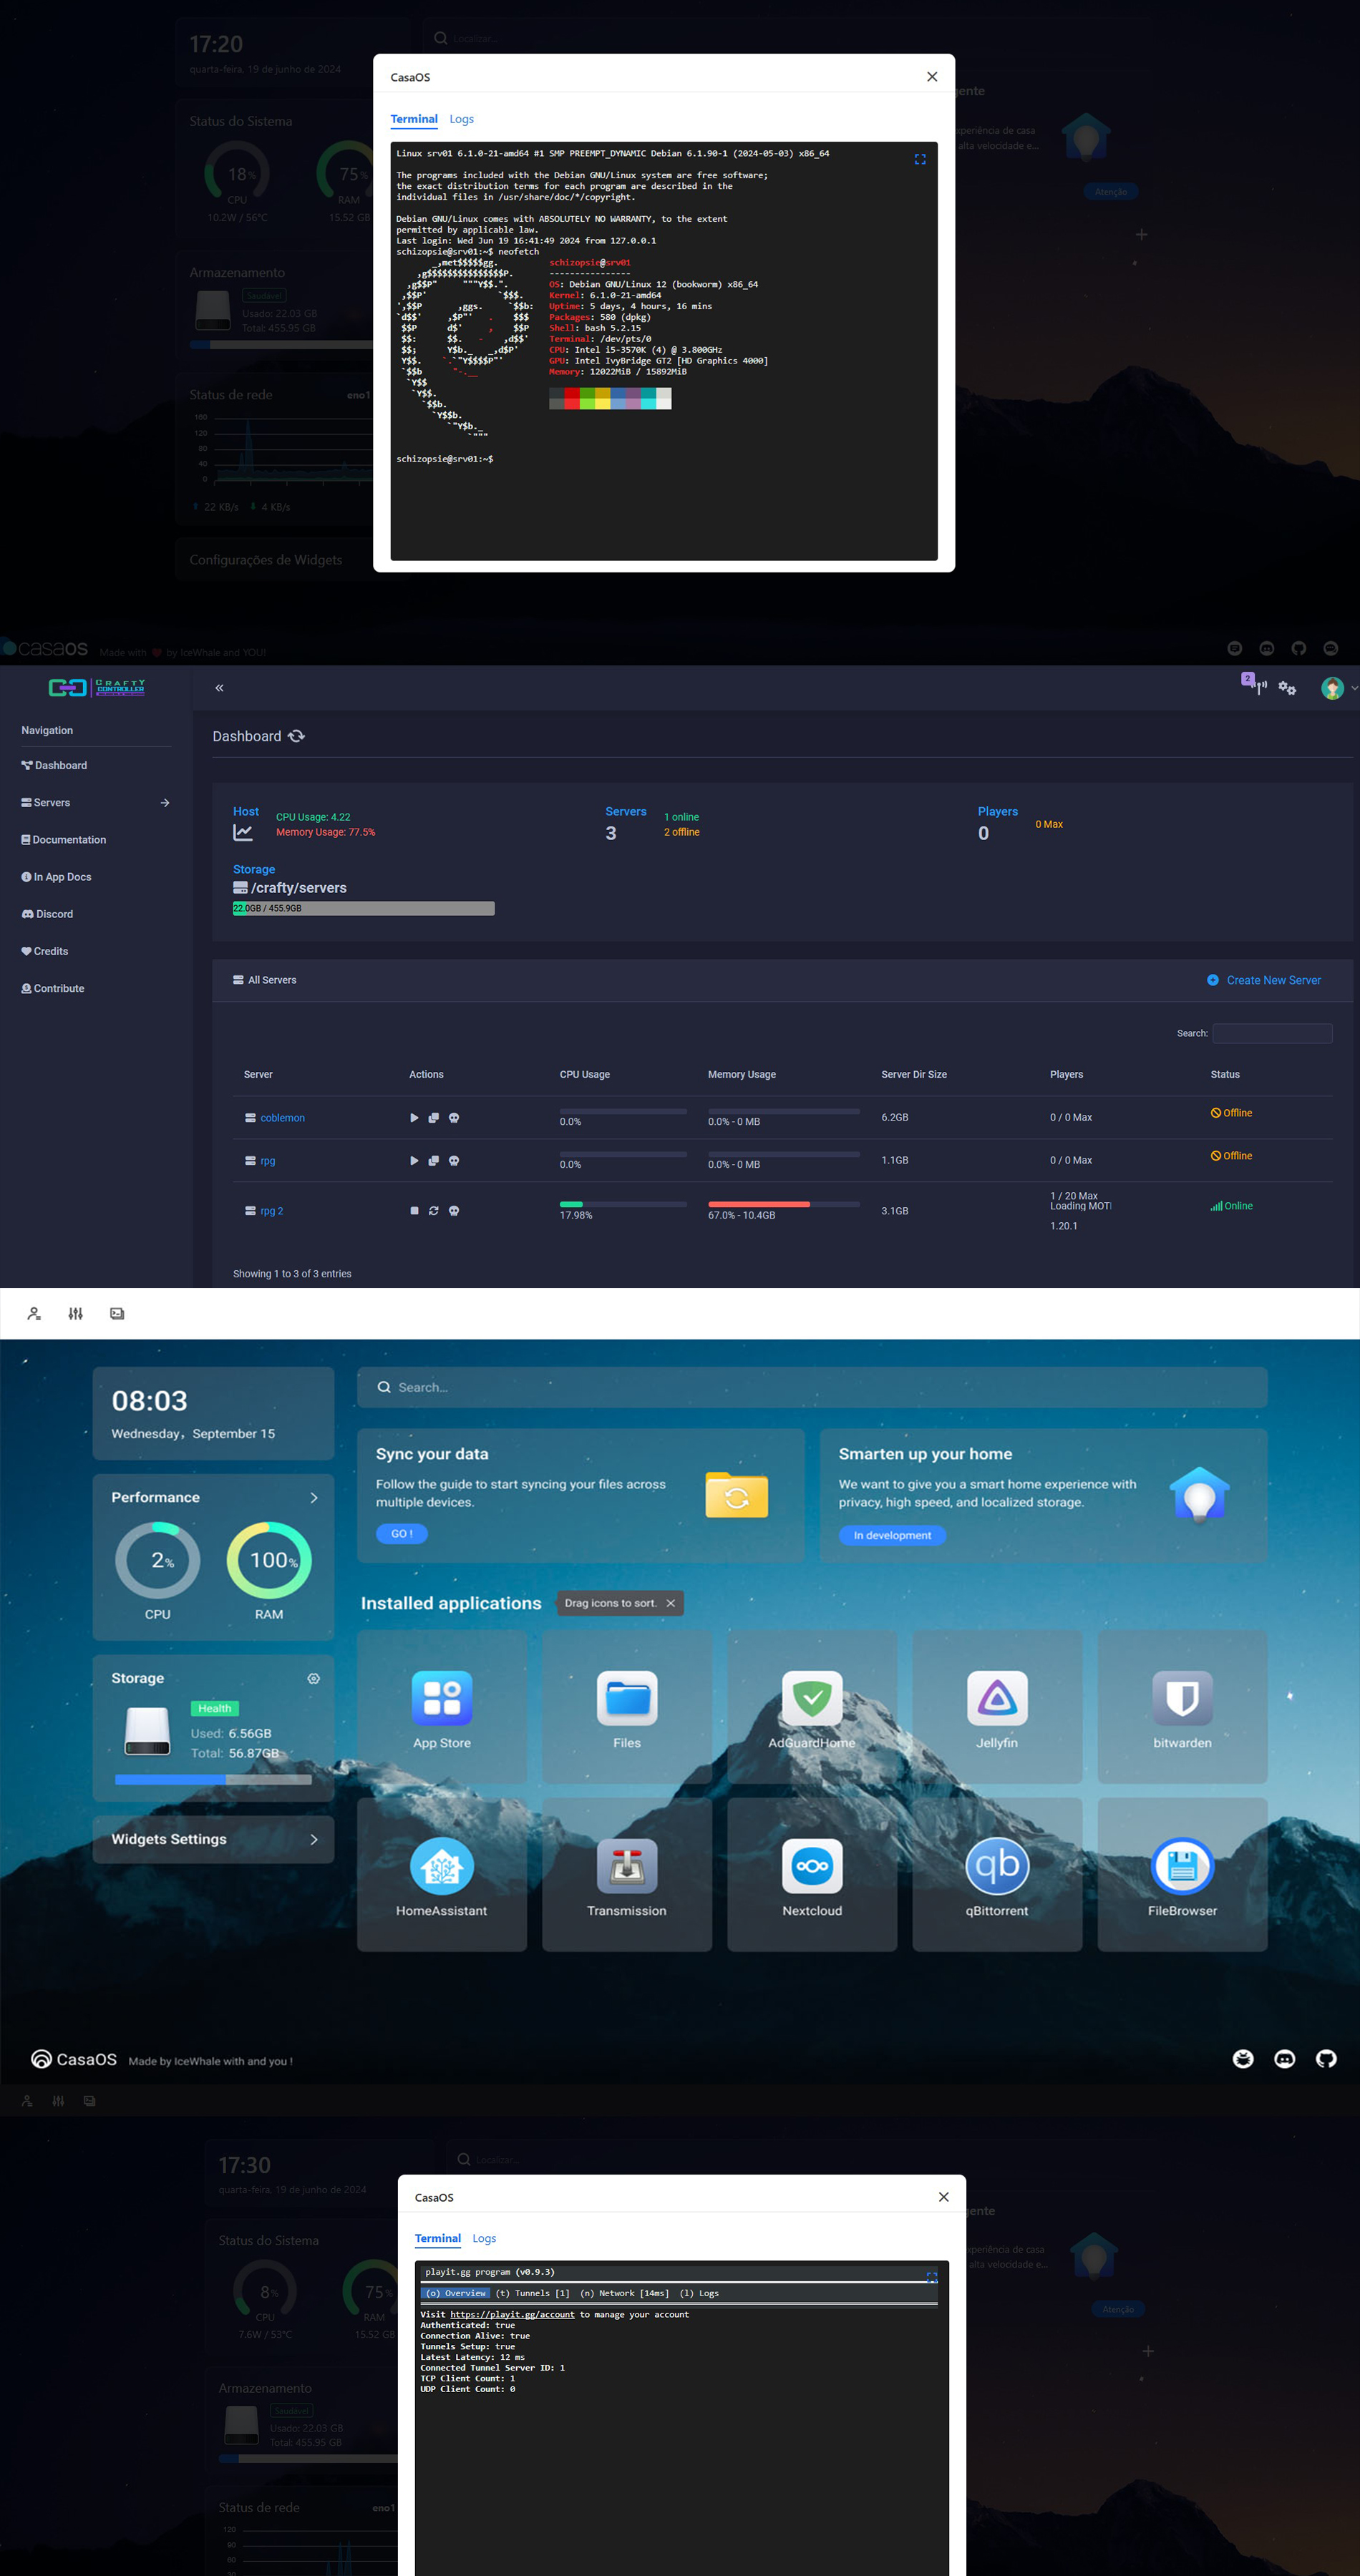 17:20
quarta-feira, 19 de junho de 2024
Localizar...
Status do Sistema
18%
CPU
10.2W / 56°C
75%
RAM
15.52 GB
Armazenamento
Saudável
Usado: 22.03 GB
Total: 455.95 GB
Status de rede
eno1
160
120
80
40
0
22 KB/s
4 KB/s
Configurações de Widgets
gente
xperiência de casa
alta velocidade e...
Atenção
CasaOS
Terminal
Logs
Linux srv01 6.1.0-21-amd64 #1 SMP PREEMPT_DYNAMIC Debian 6.1.90-1 (2024-05-03) x86_64
The programs included with the Debian GNU/Linux system are free software;
the exact distribution terms for each program are described in the
individual files in /usr/share/doc/*/copyright.
Debian GNU/Linux comes with ABSOLUTELY NO WARRANTY, to the extent
permitted by applicable law.
Last login: Wed Jun 19 16:41:49 2024 from 127.0.0.1
schizopsie@srv01:~$ neofetch
schizopsie@srv01
----------------
OS: Debian GNU/Linux 12 (bookworm) x86_64
Kernel: 6.1.0-21-amd64
Uptime: 5 days, 4 hours, 16 mins
Packages: 580 (dpkg)
Shell: bash 5.2.15
Terminal: /dev/pts/0
CPU: Intel i5-3570K (4) @ 3.800GHz
GPU: Intel IvyBridge GT2 [HD Graphics 4000]
Memory: 12022MiB / 15892MiB
schizopsie@srv01:~$
casaOS
Made with ❤ by IceWhale and YOU!
CRAFTY
CONTROLLER
2
Navigation
Dashboard
Servers
Documentation
In App Docs
Discord
Credits
Contribute
Dashboard
Host
CPU Usage: 4.22
Memory Usage: 77.5%
Servers
3
1 online
2 offline
Players
0
0 Max
Storage
/crafty/servers
22.0GB / 455.9GB
All Servers
Create New Server
Search:
Server Actions CPU Usage Memory Usage Server Dir Size Players Status
coblemon 0.0% 0.0% - 0 MB 6.2GB 0 / 0 Max Offline
rpg 0.0% 0.0% - 0 MB 1.1GB 0 / 0 Max Offline
rpg 2 17.98% 67.0% - 10.4GB 3.1GB 1 / 20 Max Online
Loading MOT
1.20.1
Showing 1 to 3 of 3 entries
08:03
Wednesday, September 15
Search...
Performance
2%
CPU
100%
RAM
Storage
Health
Used: 6.56GB
Total: 56.87GB
Widgets Settings
Sync your data
Follow the guide to start syncing your files across
multiple devices.
GO !
Smarten up your home
We want to give you a smart home experience with
privacy, high speed, and localized storage.
In development
Installed applications
Drag icons to sort.
App Store
Files
AdGuardHome
Jellyfin
bitwarden
HomeAssistant
Transmission
Nextcloud
qb
qBittorrent
FileBrowser
CasaOS
Made by IceWhale with and you !
17:30
quarta-feira, 19 de junho de 2024
Localizar...
Status do Sistema
8%
CPU
7.6W / 53°C
75%
RAM
15.52 GB
Armazenamento
Saudável
Usado: 22.03 GB
Total: 455.95 GB
Status de rede
eno1
120
90
60
30
gente
xperiência de casa
alta velocidade e...
Atenção
CasaOS
Terminal
Logs
playit.gg program (v0.9.3)
(o) Overview (t) Tunnels [1] (n) Network [14ms] (l) Logs
Visit https://playit.gg/account to manage your account
Authenticated: true
Connection Alive: true
Tunnels Setup: true
Latest Latency: 12 ms
Connected Tunnel Server ID: 1
TCP Client Count: 1
UDP Client Count: 0